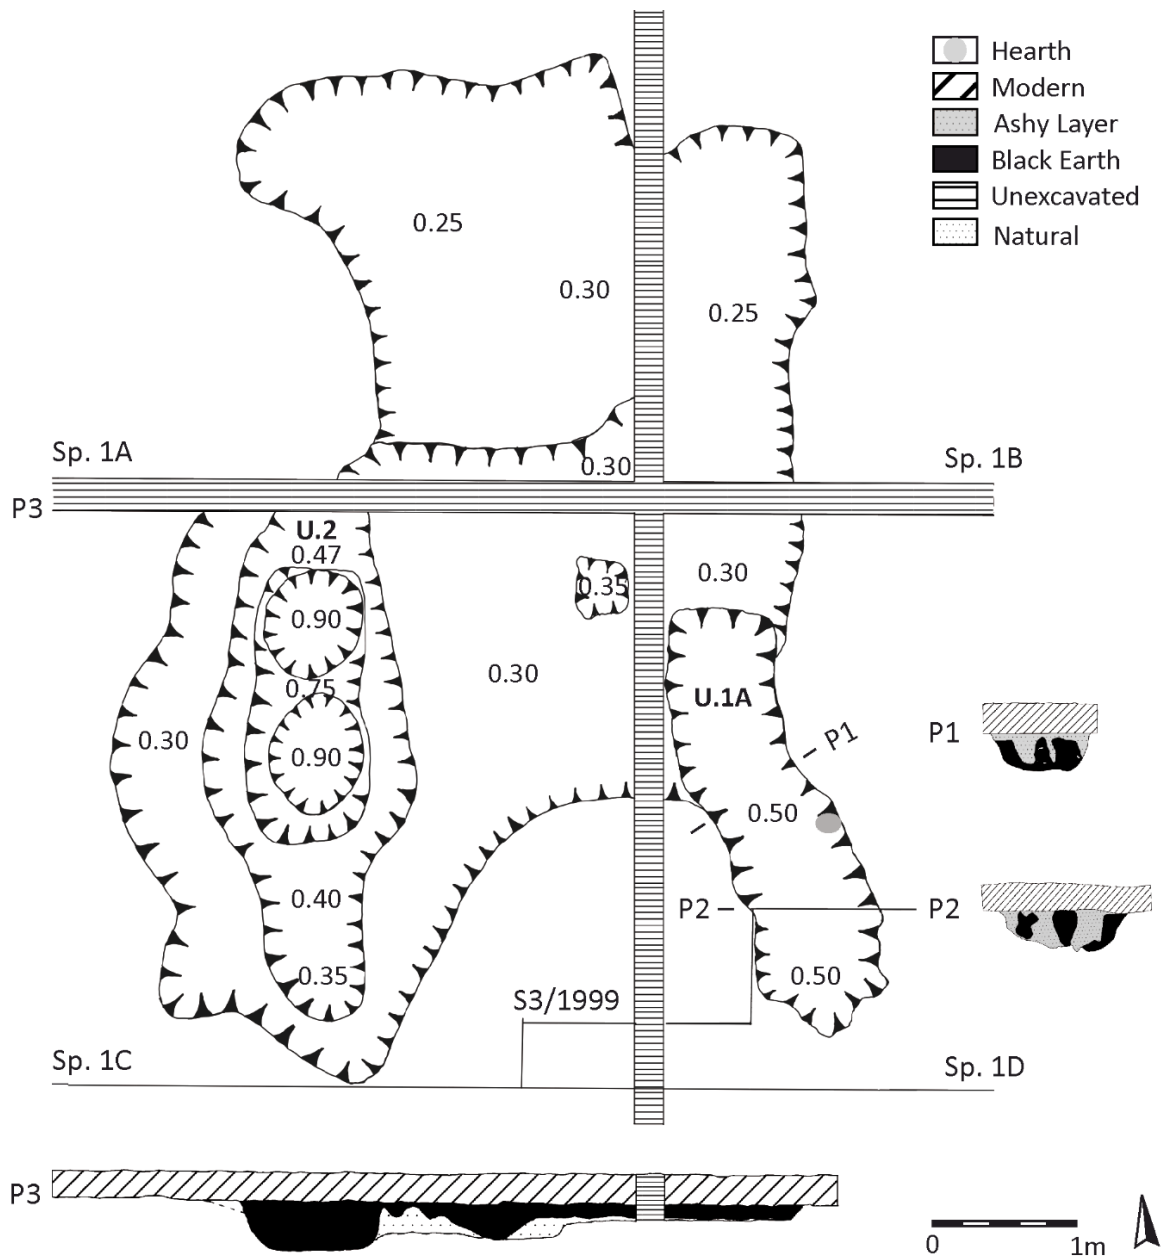 Hearth
Modern
Ashy Layer
Black Earth
Unexcavated
Natural
0.25
0.30
0.25
Sp. 1A
0.30
Sp. 1B
P3
U.2
0.47
0.35
0.30
0.90
0.30
0.75
U.1A
0.30
P1
P1
0.90
0.50
0.40
P2
P2
0.35
0.50
S3/1999
Sp. 1C
Sp. 1D
P3
0
1m